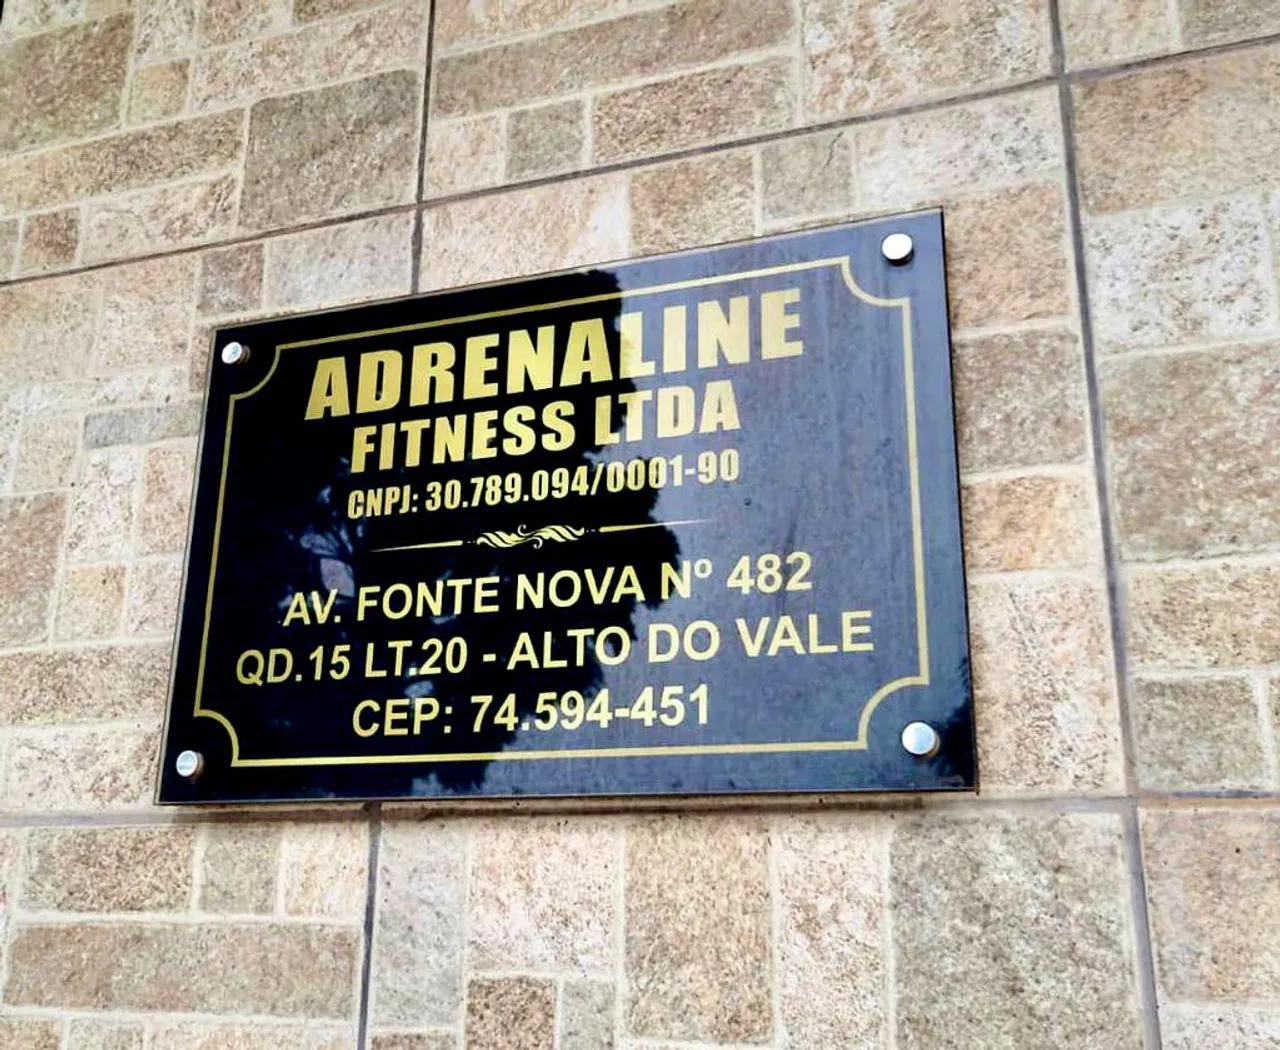 ADRENALINE
FITNESS LTDA
CNPJ: 30.789.094/0001-90
AV. FONTE NOVA Nº 482
QD.15 LT.20 - ALTO DO VALE
CEP: 74.594-451